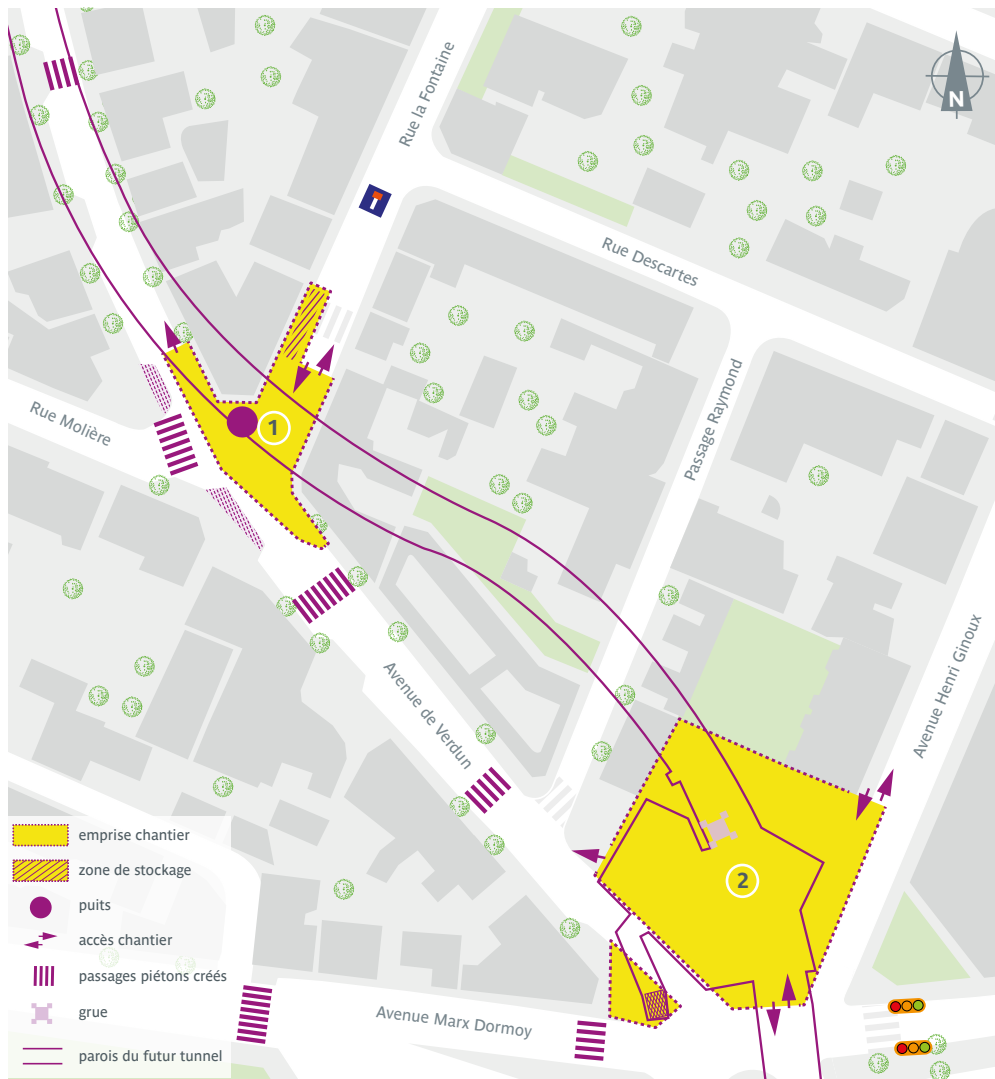 Rue la Fontaine
N
Rue Descartes
Passage Raymond
Rue Molière
1
Avenue de Verdun
Avenue Henri Ginoux
2
Avenue Marx Dormoy
emprise chantier
zone de stockage
puits
accès chantier
passages piétons créés
grue
parois du futur tunnel